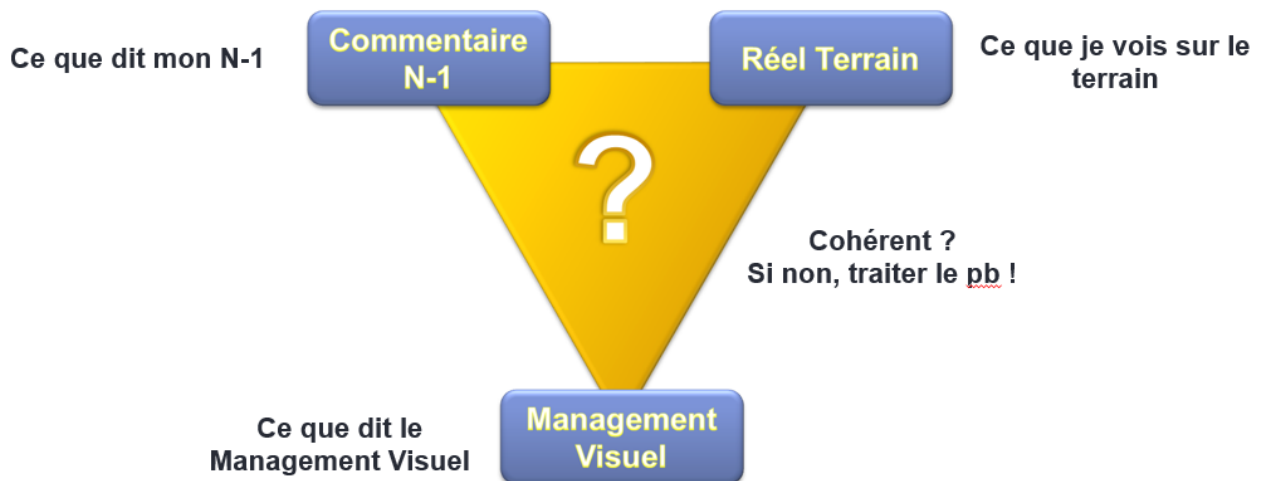 Ce que dit mon N-1
Commentaire
N-1
Réel Terrain
Ce que je vois sur le
terrain
?
Cohérent ?
Si non, traiter le pb !
Ce que dit le
Management Visuel
Management
Visuel